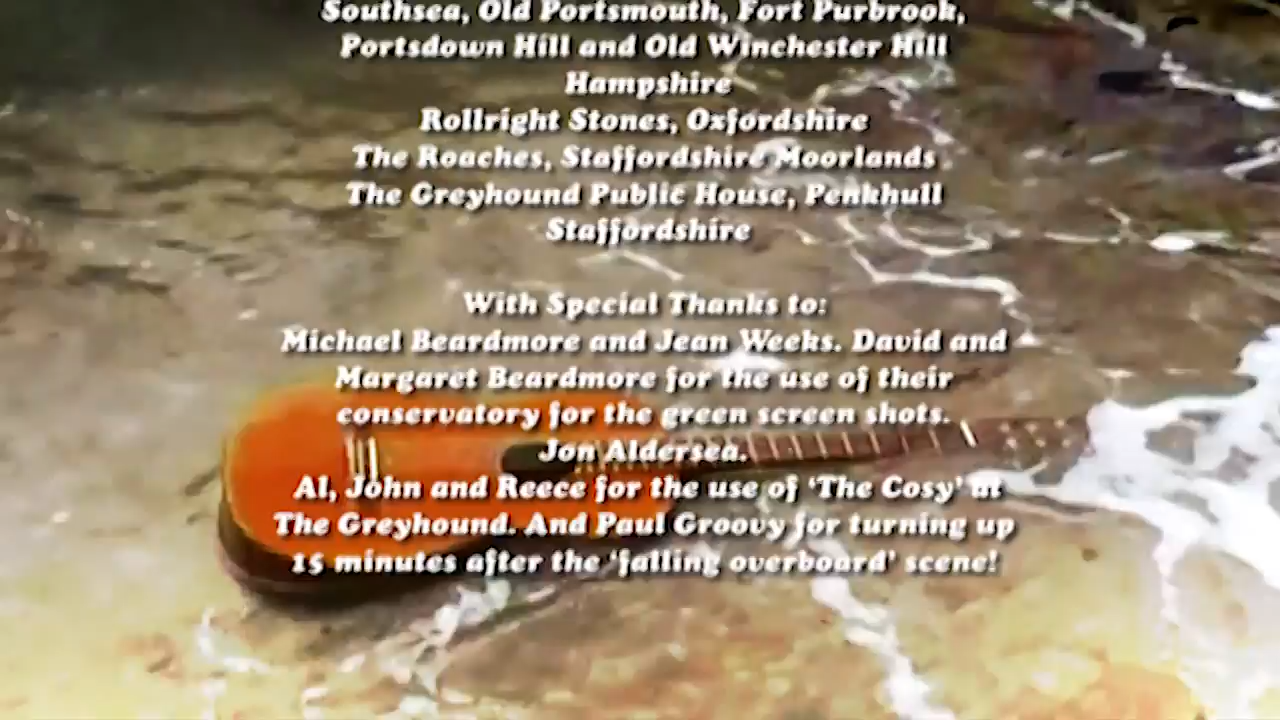 Southsea, Old Portsmouth, Fort Purbrook,
Portsdown Hill and Old Winchester Hill
Hampshire
Rollright Stones, Oxfordshire
The Roaches, Staffordshire Moorlands
The Greyhound Public House, Penkhull
Staffordshire
With Special Thanks to:
Michael Beardmore and Jean Weeks. David and
Margaret Beardmore for the use of their
conservatory for the green screen shots.
Jon Aldersea.
Al, John and Reece for the use of ‘The Cosy’ at
The Greyhound. And Paul Groovy for turning up
15 minutes after the ‘falling overboard’ scene!